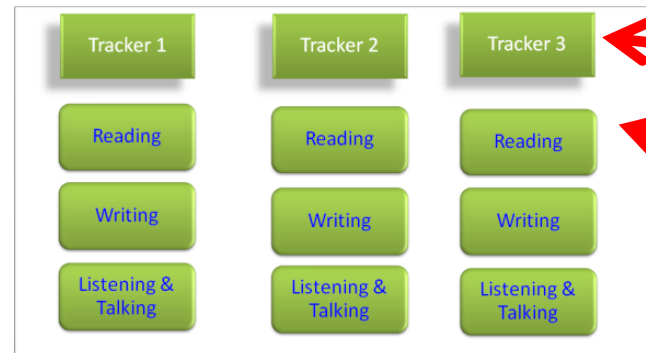 Tracker 1
Tracker 2
Tracker 3
Reading
Reading
Reading
Writing
Writing
Writing
Listening &
Talking
Listening &
Talking
Listening &
Talking